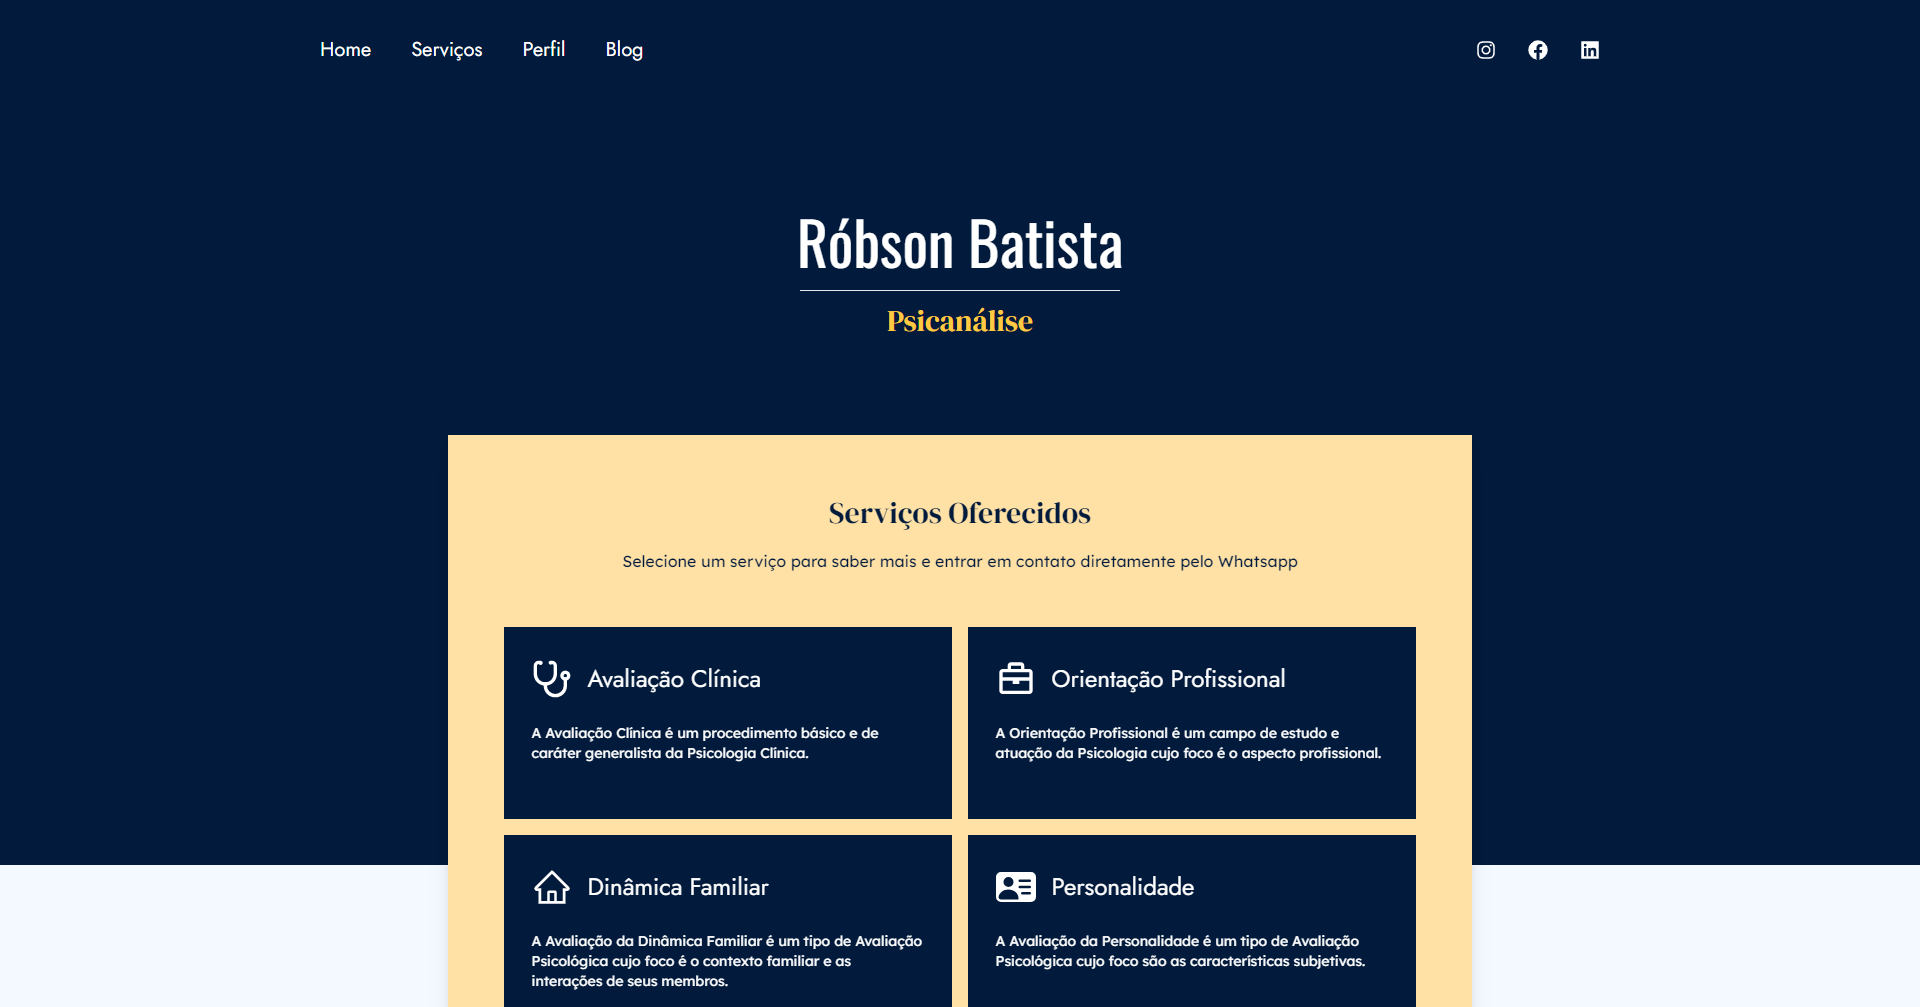 Home Serviços Perfil Blog
Róbson Batista
Psicanálise
Serviços Oferecidos
Selecione um serviço para saber mais e entrar em contato diretamente pelo Whatsapp
Avaliação Clínica
A Avaliação Clínica é um procedimento básico e de
caráter generalista da Psicologia Clínica.
Orientação Profissional
A Orientação Profissional é um campo de estudo e
atuação da Psicologia cujo foco é o aspecto profissional.
Dinâmica Familiar
A Avaliação da Dinâmica Familiar é um tipo de Avaliação
Psicológica cujo foco é o contexto familiar e as
interações de seus membros.
Personalidade
A Avaliação da Personalidade é um tipo de Avaliação
Psicológica cujo foco são as características subjetivas.